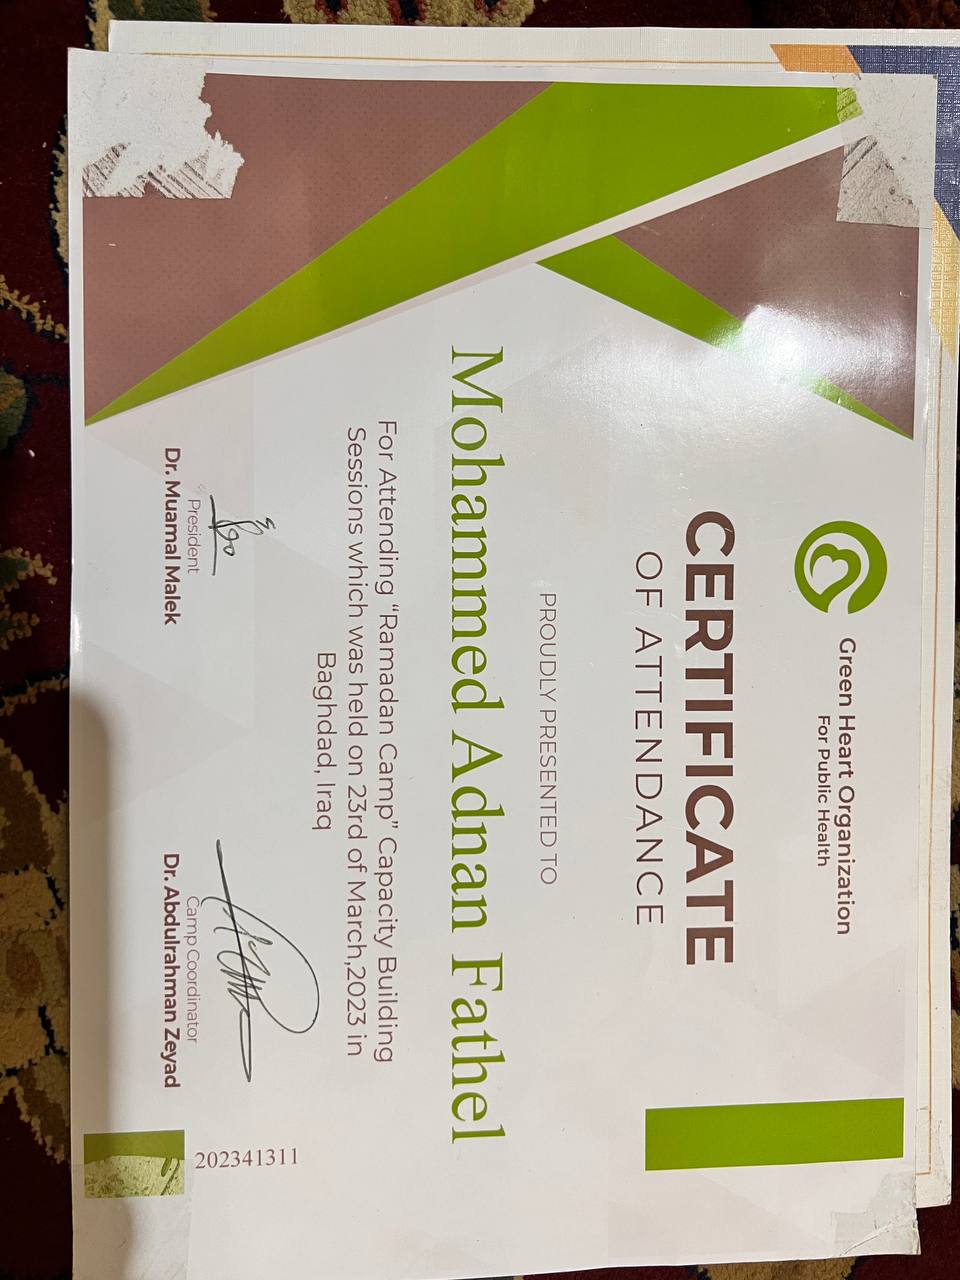 Green Heart Organization
For Public Health
CERTIFICATE
OF ATTENDANCE
PROUDLY PRESENTED TO
Mohammed Adnan Fathel
For Attending “Ramadan Camp” Capacity Building
Sessions which was held on 23rd of March,2023 in
Baghdad, Iraq
President
Dr. Muamal Malek
Camp Coordinator
Dr. Abdulrahman Zeyad
202341311